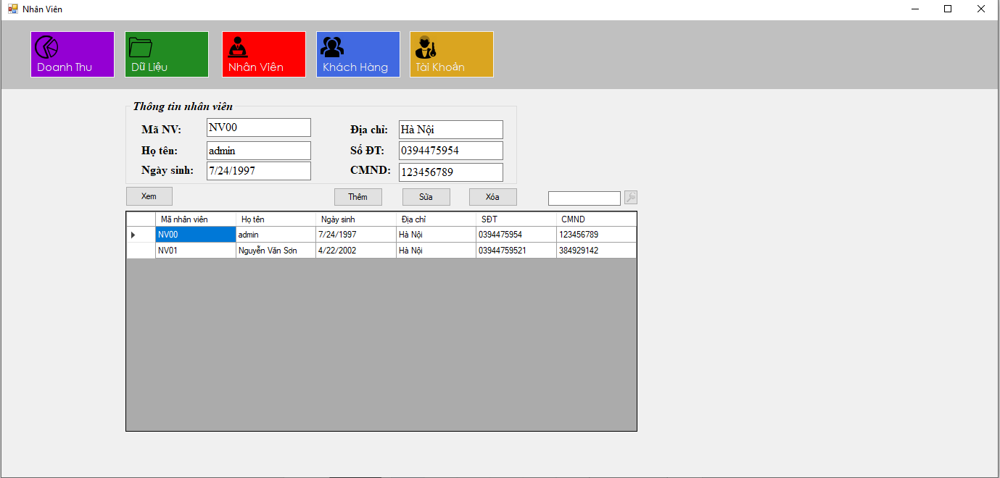 Nhân Viên
Doanh Thu
Dữ Liệu
Nhân Viên
Khách Hàng
Tài Khoản
Thông tin nhân viên
Mã NV: NV00 Địa chỉ: Hà Nội
Họ tên: admin Số ĐT: 0394475954
Ngày sinh: 7/24/1997 CMND: 123456789
Xem Thêm Sửa Xóa
Mã nhân viên Họ tên Ngày sinh Địa chỉ SĐT CMND
NV00 admin 7/24/1997 Hà Nội 0394475954 123456789
NV01 Nguyễn Văn Sơn 4/22/2002 Hà Nội 03944759521 384929142